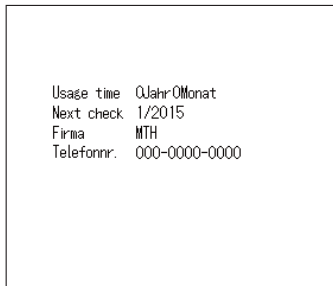 Usage time 0Jahr0Monat
Next check 1/2015
Firma MTH
Telefonnr. 000-0000-0000